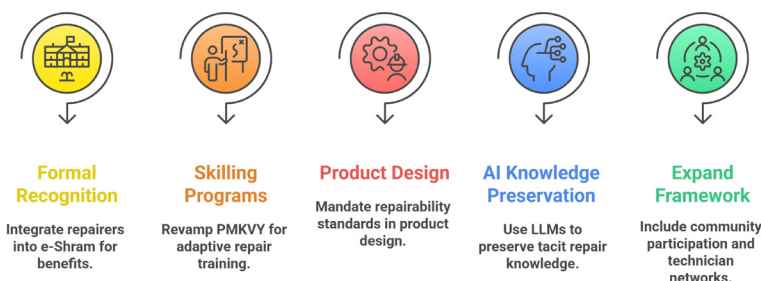 Formal
Recognition
Integrate repairers
into e-Shram for
benefits.
Skilling
Programs
Revamp PMKVY for
adaptive repair
training.
Product Design
Mandate repairability
standards in product
design.
AI Knowledge
Preservation
Use LLMs to
preserve tacit repair
knowledge.
Expand
Framework
Include community
participation and
technician
networks.